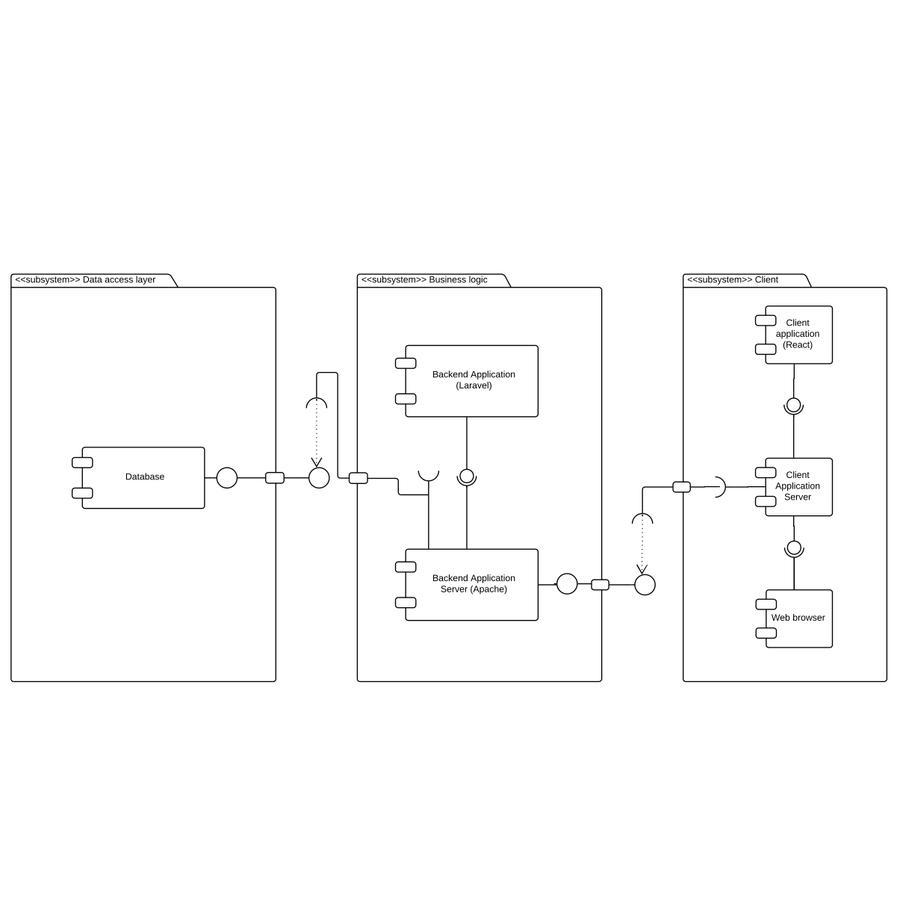 <<subsystem>> Data access layer
<<subsystem>> Business logic
<<subsystem>> Client
Database
Backend Application
(Laravel)
Backend Application
Server (Apache)
Client
application
(React)
Client
Application
Server
Web browser